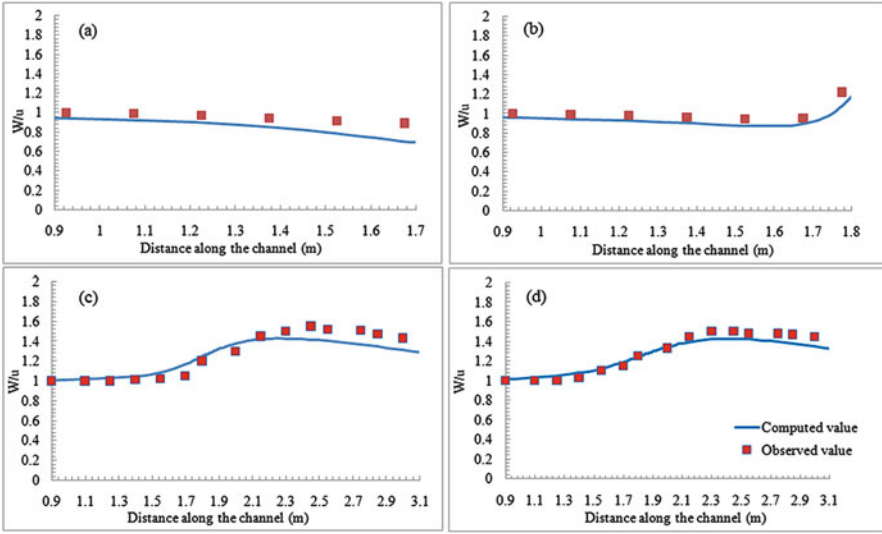 (a)
W/u
2
1.8
1.6
1.4
1.2
1
0.8
0.6
0.4
0.2
0
0.9 1 1.1 1.2 1.3 1.4 1.5 1.6 1.7
Distance along the channel (m)
(b)
W/u
2
1.8
1.6
1.4
1.2
1
0.8
0.6
0.4
0.2
0
0.9 1 1.1 1.2 1.3 1.4 1.5 1.6 1.7 1.8
Distance along the channel (m)
(c)
W/u
2
1.8
1.6
1.4
1.2
1
0.8
0.6
0.4
0.2
0
0.9 1.1 1.3 1.5 1.7 1.9 2.1 2.3 2.5 2.7 2.9 3.1
Distance along the channel (m)
(d)
W/u
2
1.8
1.6
1.4
1.2
1
0.8
0.6
0.4
0.2
0
0.9 1.1 1.3 1.5 1.7 1.9 2.1 2.3 2.5 2.7 2.9 3.1
Distance along the channel (m)
Computed value
Observed value